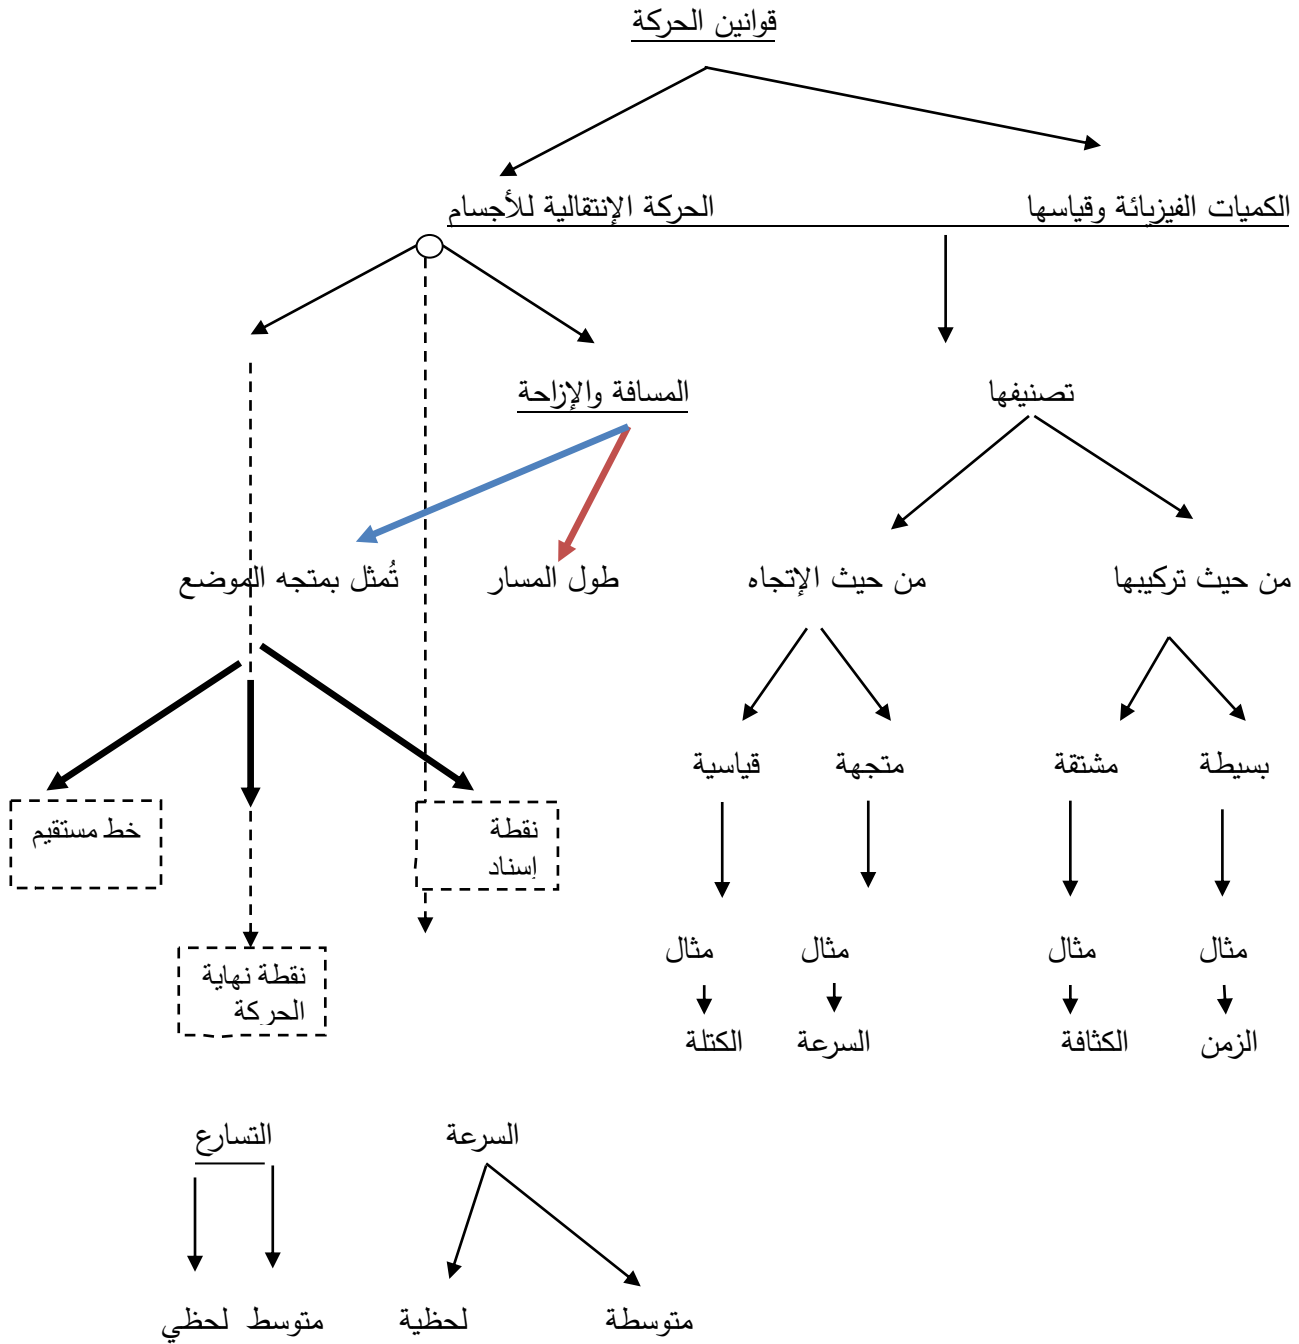 قوانين الحركة
الكميات الفيزيائة وقياسها
الحركة الإنتقالية للأجسام
تصنيفها
المسافة والإزاحة
من حيث تركيبها
من حيث الإتجاه
طول المسار
تُمثل بمتجه الموضع
بسيطة
مشتقة
متجهة
قياسية
نقطة
إسناد
خط مستقيم
مثال
مثال
مثال
مثال
نقطة نهاية
الحركة
الزمن
الكثافة
السرعة
الكتلة
السرعة
التسارع
متوسطة
لحظية
متوسط
لحظي